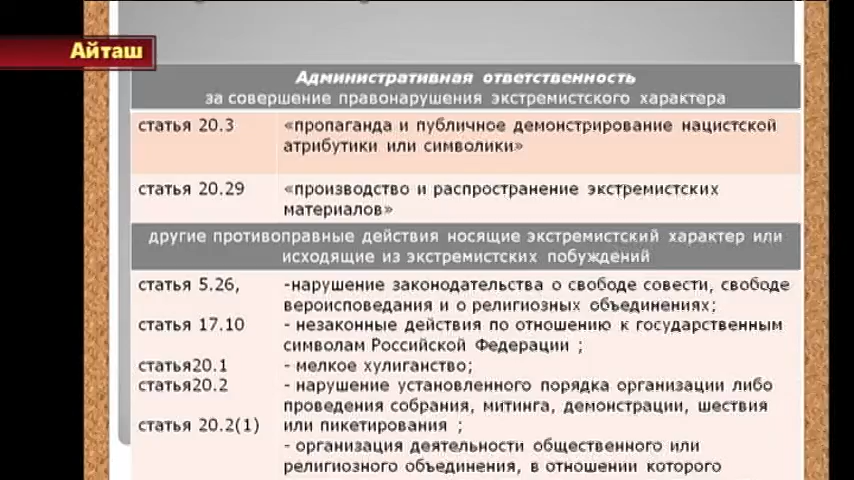 Айташ
Административная ответственность
за совершение правонарушения экстремистского характера
статья 20.3 «пропаганда и публичное демонстрирование нацистской
атрибутики или символики»
статья 20.29 «производство и распространение экстремистских
материалов»
другие противоправные действия носящие экстремистский характер или
исходящие из экстремистских побуждений
статья 5.26, -нарушение законодательства о свободе совести, свободе
вероисповедания и о религиозных объединениях;
статья 17.10 - незаконные действия по отношению к государственным
символам Российской Федерации ;
статья20.1 - мелкое хулиганство;
статья20.2 - нарушение установленного порядка организации либо
проведения собрания, митинга, демонстрации, шествия
статья 20.2(1) или пикетирования ;
- организация деятельности общественного или
религиозного объединения, в отношении которого